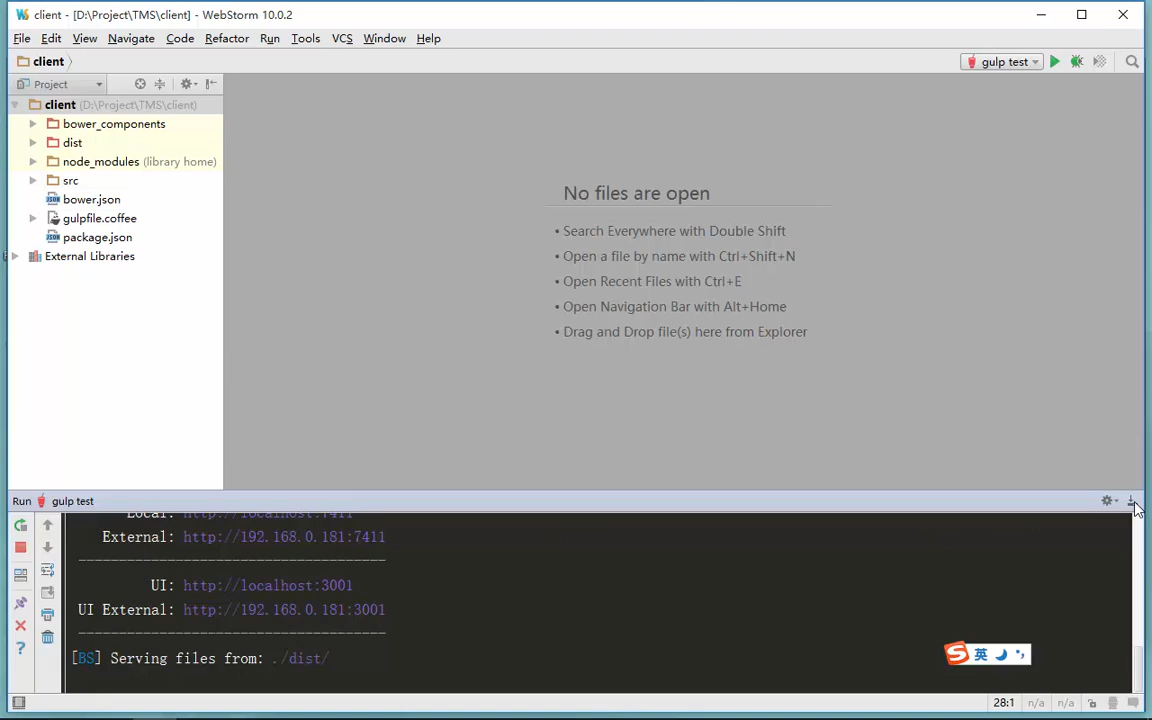 client - [D:\Project\TMS\client] - WebStorm 10.0.2
File Edit View Navigate Code Refactor Run Tools VCS Window Help
client
gulp test
Project
client (D:\Project\TMS\client)
bower_components
dist
node_modules (library home)
src
bower.json
gulpfile.coffee
package.json
External Libraries
No files are open
• Search Everywhere with Double Shift
• Open a file by name with Ctrl+Shift+N
• Open Recent Files with Ctrl+E
• Open Navigation Bar with Alt+Home
• Drag and Drop file(s) here from Explorer
Run gulp test
Local: http://localhost:7411
External: http://192.168.0.181:7411
--------------------------------------
UI: http://localhost:3001
UI External: http://192.168.0.181:3001
--------------------------------------
[BS] Serving files from: ./dist/
英
28:1 n/a n/a